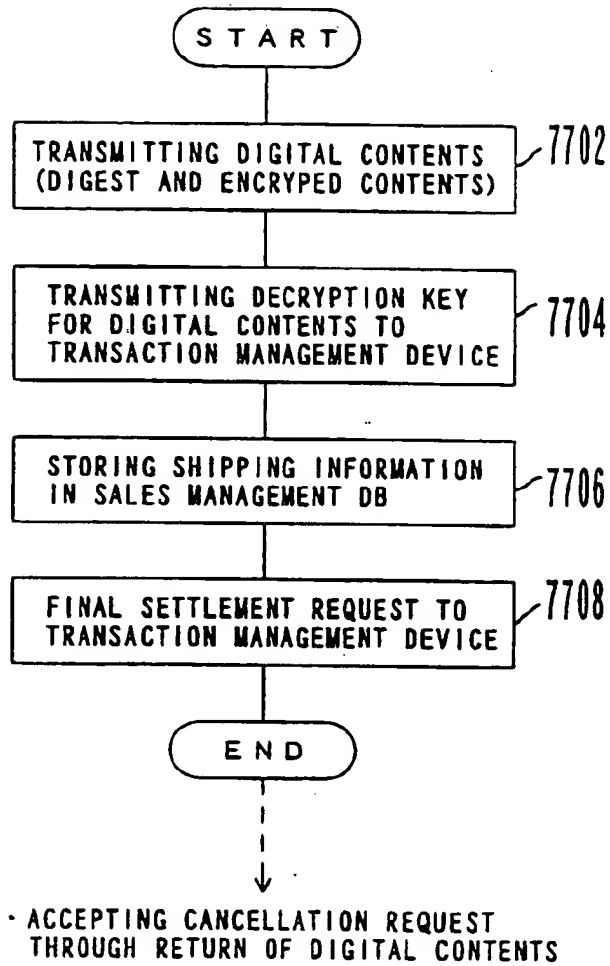 START
TRANSMITTING DIGITAL CONTENTS
(DIGEST AND ENCRYPED CONTENTS)
7702
TRANSMITTING DECRYPTION KEY
FOR DIGITAL CONTENTS TO
TRANSACTION MANAGEMENT DEVICE
7704
STORING SHIPPING INFORMATION
IN SALES MANAGEMENT DB
7706
FINAL SETTLEMENT REQUEST TO
TRANSACTION MANAGEMENT DEVICE
7708
END
· ACCEPTING CANCELLATION REQUEST
THROUGH RETURN OF DIGITAL CONTENTS